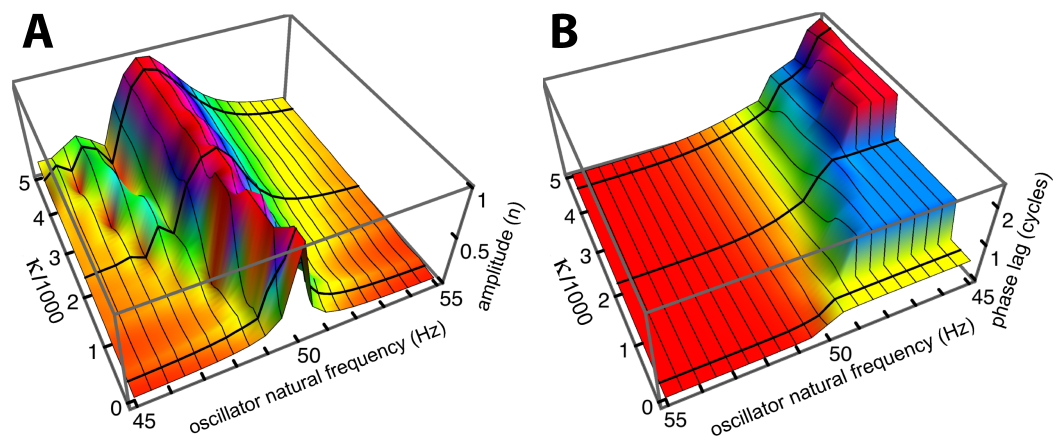 A
5
4
3
2
1
0
κ/1000
45
50
55
oscillator natural frequency (Hz)
0.5
1
amplitude (n)
B
5
4
3
2
1
0
κ/1000
55
50
45
oscillator natural frequency (Hz)
1
2
phase lag (cycles)